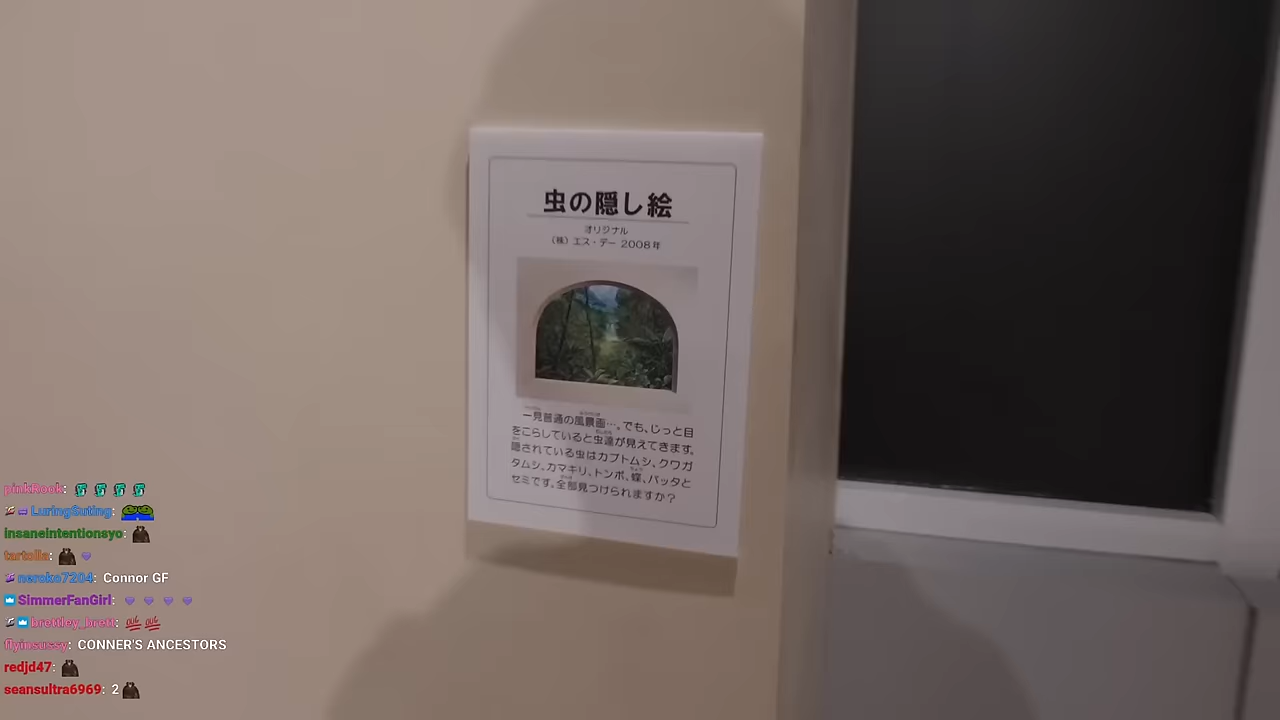 虫の隠し絵
オリジナル
(株) エス・デー 2008年
一見普通の風景画…。でも、じっと目
をこらしていると虫達が見えてきます。
隠されている虫はカブトムシ、クワガ
タムシ、カマキリ、トンボ、蝶、バッタと
セミです。全部見つけられますか?
pinkRook:
LuringSuting:
insaneintentionsyo:
tartolla:
neroko7204: Connor GF
SimmerFanGirl:
brettley_brett:
flyinsussy: CONNER'S ANCESTORS
redjd47:
seansultra6969: 2